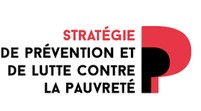 STRATÉGIE
DE PRÉVENTION ET
DE LUTTE CONTRE
LA PAUVRETÉ